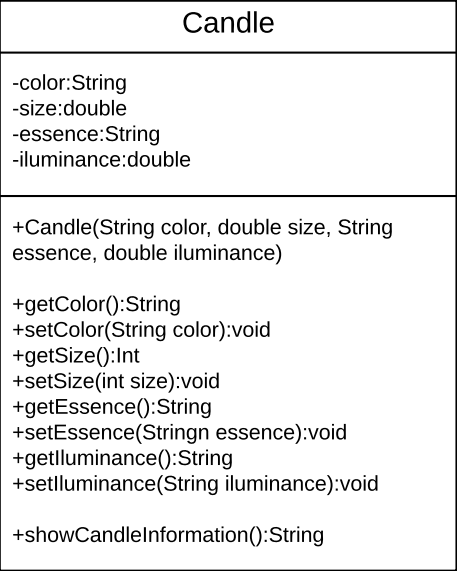 Candle
-color:String
-size:double
-essence:String
-iluminance:double
+Candle(String color, double size, String
essence, double iluminance)
+getColor():String
+setColor(String color):void
+getSize():Int
+setSize(int size):void
+getEssence():String
+setEssence(Stringn essence):void
+getIluminance():String
+setIluminance(String iluminance):void
+showCandleInformation():String